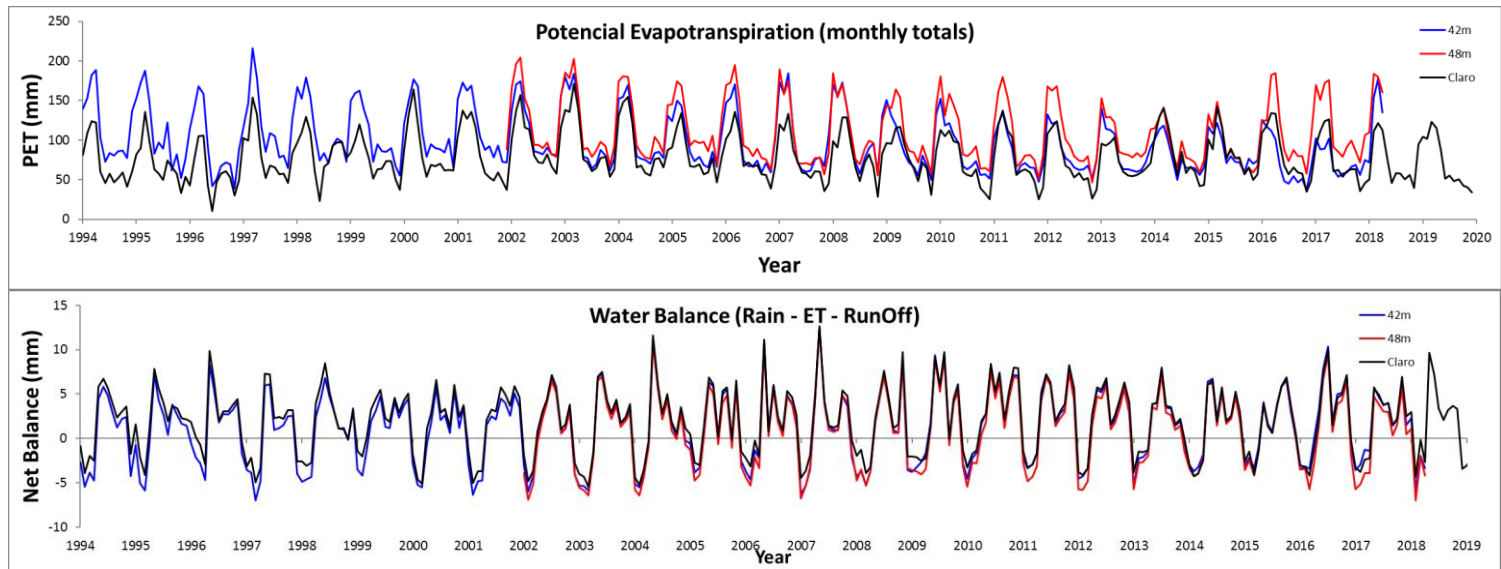 Potencial Evapotranspiration (monthly totals)
42m
48m
Claro
PET (mm)
250
200
150
100
50
0
1994 1995 1996 1997 1998 1999 2000 2001 2002 2003 2004 2005 2006 2007 2008 2009 2010 2011 2012 2013 2014 2015 2016 2017 2018 2019 2020
Year
Water Balance (Rain - ET - RunOff)
42m
48m
Claro
Net Balance (mm)
15
10
5
0
-5
-10
1994 1995 1996 1997 1998 1999 2000 2001 2002 2003 2004 2005 2006 2007 2008 2009 2010 2011 2012 2013 2014 2015 2016 2017 2018 2019
Year